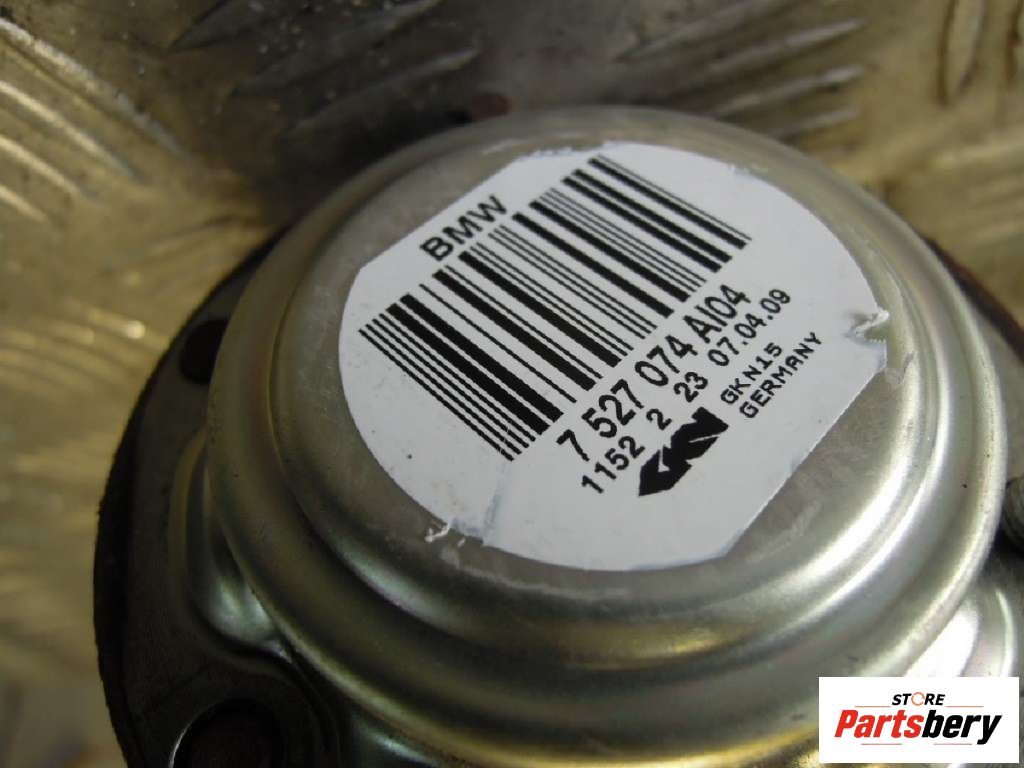 BMW
7 527 074 AI04
1152 2 23 07.04.09
GKN15
GERMANY
STORE
Partsbery